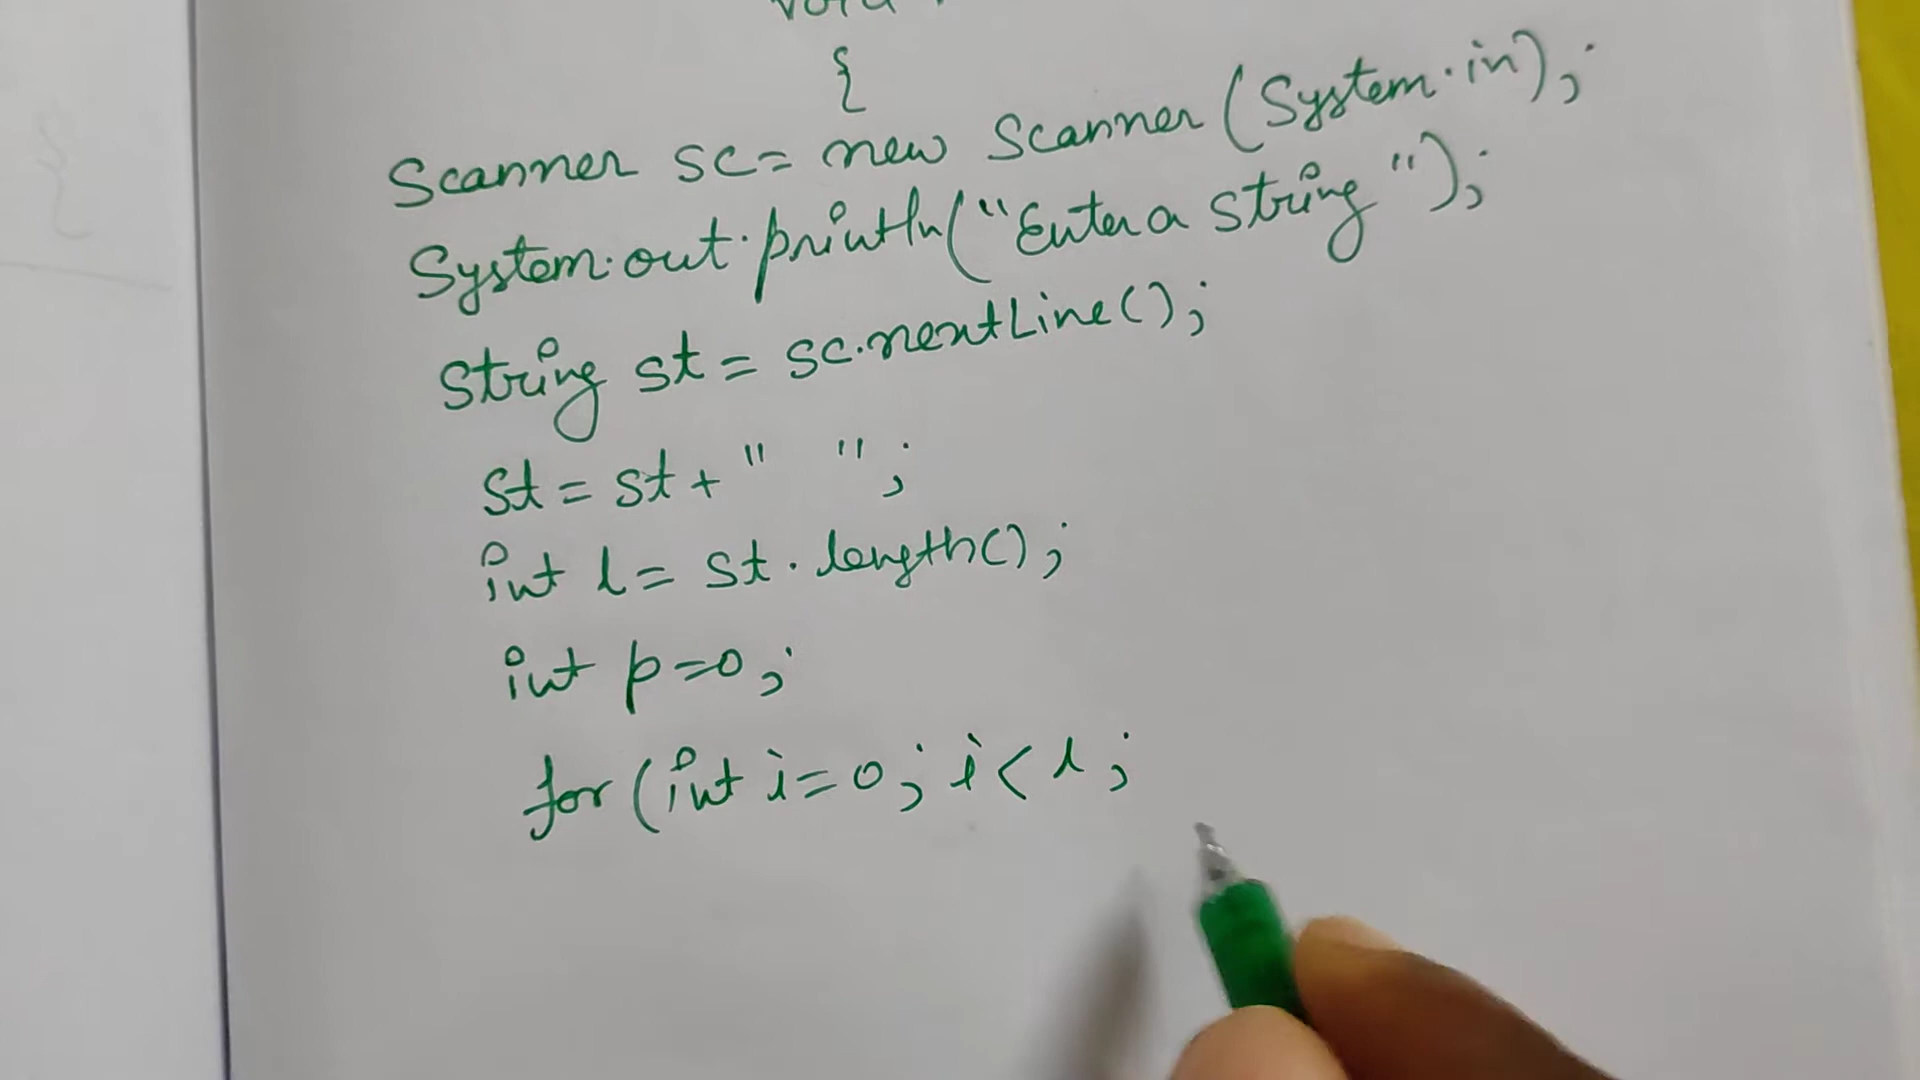 void
{
Scanner sc= new Scanner (System.in);
System.out.println("Enter a string");
String st = sc.nextLine();
st = st + " ";
int l = st.length();
int p=0;
for (int i=0; i<l;